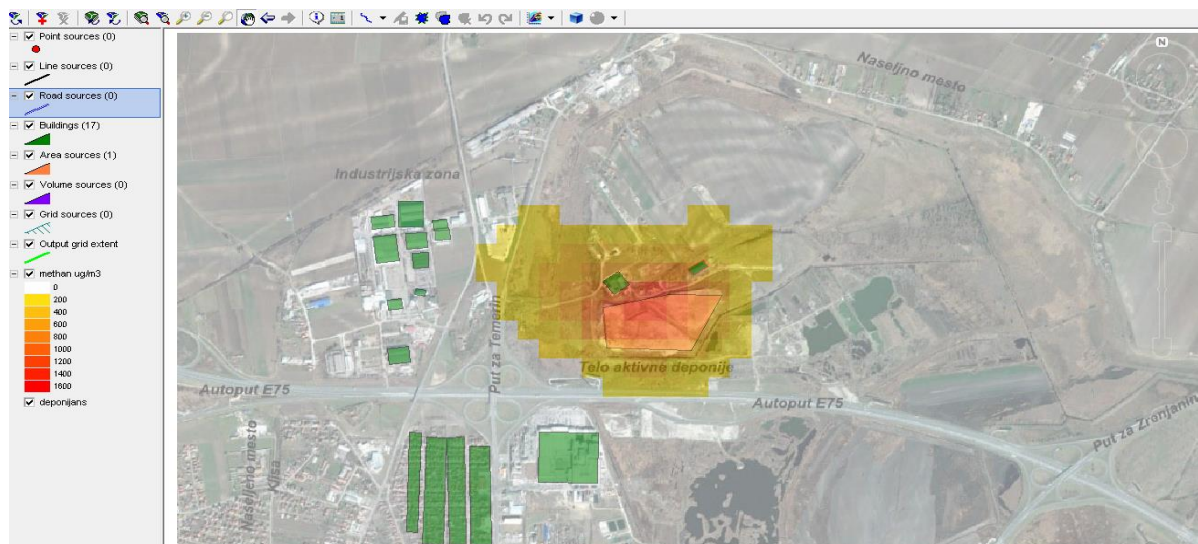 Point sources (0)
Line sources (0)
Road sources (0)
Buildings (17)
Area sources (1)
Volume sources (0)
Grid sources (0)
Output grid extent
methan ug/m3
0
200
400
600
800
1000
1200
1400
1600
deponijans
N
Naseljno mesto
Industrijska zona
Put za Temerin
Telo aktivne deponije
Autoput E75
Autoput E75
Put za Zrenjanin
Naseljeno mesto
Klisa